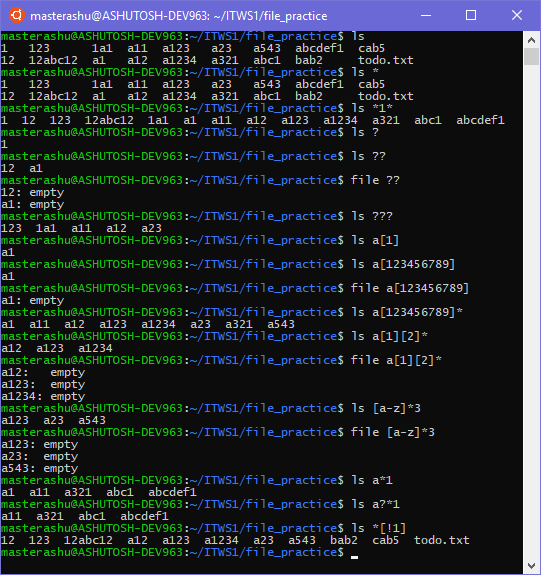 masterashu@ASHUTOSH-DEV963: ~/ITWS1/file_practice
masterashu@ASHUTOSH-DEV963:~/ITWS1/file_practice$ ls
1   123      1a1  a11  a123   a23   a543  abcdef1  cab5
12  12abc12  a1   a12  a1234  a321  abc1  bab2     todo.txt
masterashu@ASHUTOSH-DEV963:~/ITWS1/file_practice$ ls *
1   123      1a1  a11  a123   a23   a543  abcdef1  cab5
12  12abc12  a1   a12  a1234  a321  abc1  bab2     todo.txt
masterashu@ASHUTOSH-DEV963:~/ITWS1/file_practice$ ls *1*
1  12  123  12abc12  1a1  a1  a11  a12  a123  a1234  a321  abc1  abcdef1
masterashu@ASHUTOSH-DEV963:~/ITWS1/file_practice$ ls ?
1
masterashu@ASHUTOSH-DEV963:~/ITWS1/file_practice$ ls ??
12  a1
masterashu@ASHUTOSH-DEV963:~/ITWS1/file_practice$ file ??
12: empty
a1: empty
masterashu@ASHUTOSH-DEV963:~/ITWS1/file_practice$ ls ???
123  1a1  a11  a12  a23
masterashu@ASHUTOSH-DEV963:~/ITWS1/file_practice$ ls a[1]
a1
masterashu@ASHUTOSH-DEV963:~/ITWS1/file_practice$ ls a[123456789]
a1
masterashu@ASHUTOSH-DEV963:~/ITWS1/file_practice$ file a[123456789]
a1: empty
masterashu@ASHUTOSH-DEV963:~/ITWS1/file_practice$ ls a[123456789]*
a1  a11  a12  a123  a1234  a23  a321  a543
masterashu@ASHUTOSH-DEV963:~/ITWS1/file_practice$ ls a[1][2]*
a12  a123  a1234
masterashu@ASHUTOSH-DEV963:~/ITWS1/file_practice$ file a[1][2]*
a12:   empty
a123:  empty
a1234: empty
masterashu@ASHUTOSH-DEV963:~/ITWS1/file_practice$ ls [a-z]*3
a123  a23  a543
masterashu@ASHUTOSH-DEV963:~/ITWS1/file_practice$ file [a-z]*3
a123: empty
a23:  empty
a543: empty
masterashu@ASHUTOSH-DEV963:~/ITWS1/file_practice$ ls a*1
a1  a11  a321  abc1  abcdef1
masterashu@ASHUTOSH-DEV963:~/ITWS1/file_practice$ ls a?*1
a11  a321  abc1  abcdef1
masterashu@ASHUTOSH-DEV963:~/ITWS1/file_practice$ ls *[!1]
12  123  12abc12  a12  a123  a1234  a23  a543  bab2  cab5  todo.txt
masterashu@ASHUTOSH-DEV963:~/ITWS1/file_practice$